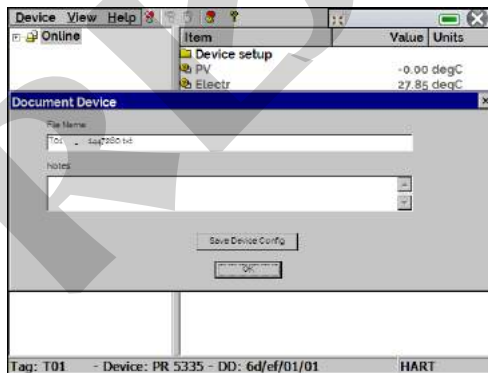 Device View Help
Online
Item Value Units
Device setup
PV -0.00 degC
Electr 27.85 degC
Document Device
File Name
Notes
Save Device Config
OK
Tag: T01 - Device: PR 5335 - DD: 6d/ef/01/01 HART